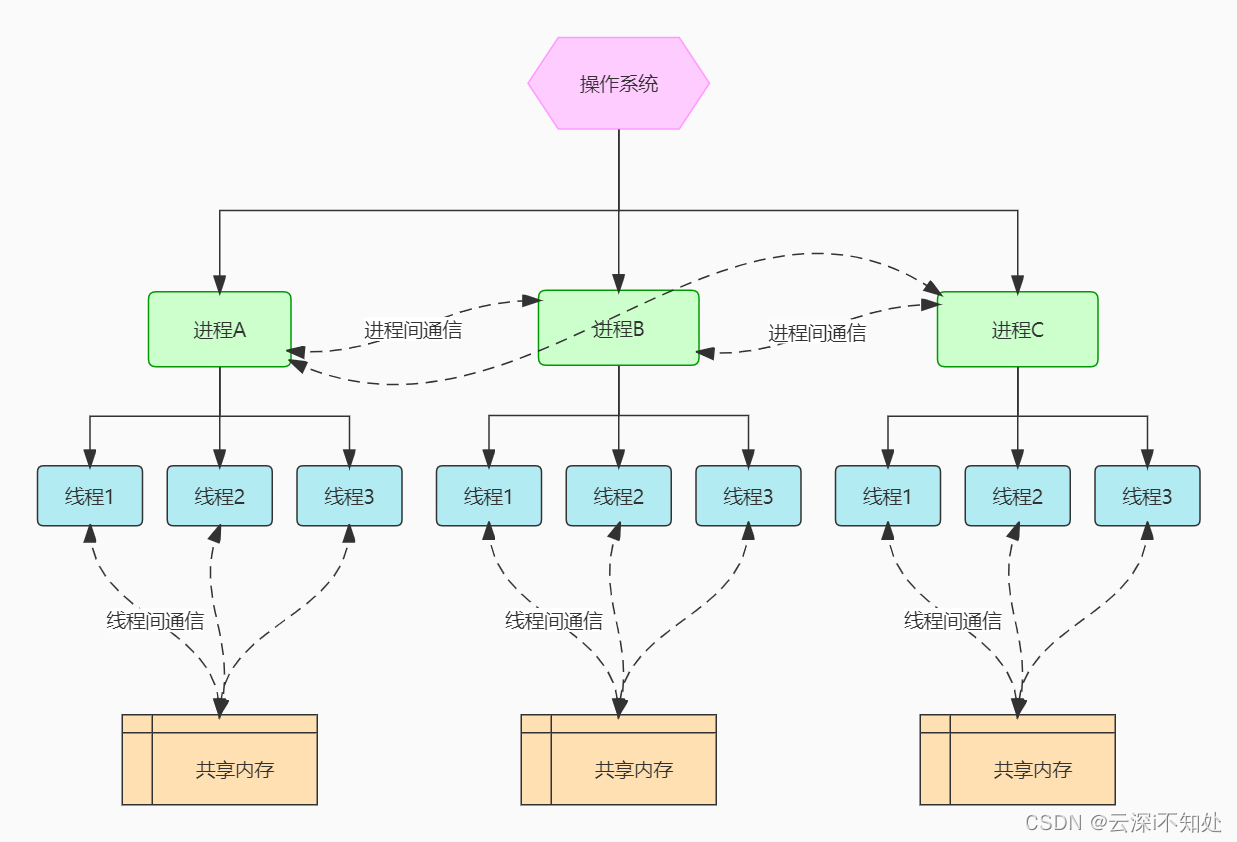 操作系统
进程A
进程间通信
进程B
进程间通信
进程C
线程1
线程2
线程3
线程1
线程2
线程3
线程1
线程2
线程3
线程间通信
线程间通信
线程间通信
共享内存
共享内存
共享内存
CSDN @云深i不知处